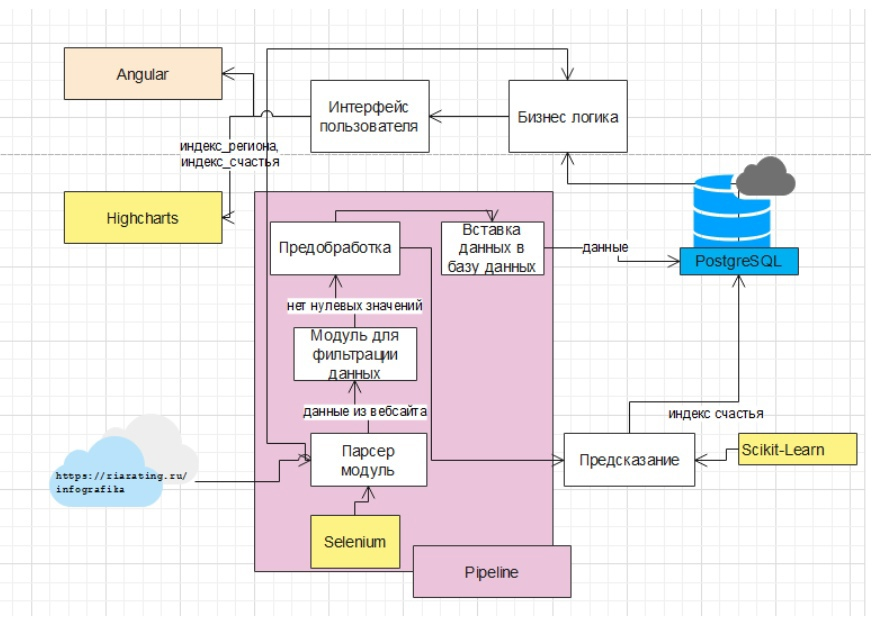 Angular
Интерфейс
пользователя
Бизнес логика
индекс_региона,
индекс_счастья
Highcharts
Предобработка
Вставка
данных в
базу данных
данные
PostgreSQL
нет нулевых значений
Модуль для
фильтрации
данных
данные из вебсайта
индекс счастья
Парсер
модуль
Предсказание
Scikit-Learn
https://riarating.ru/
infografika
Selenium
Pipeline